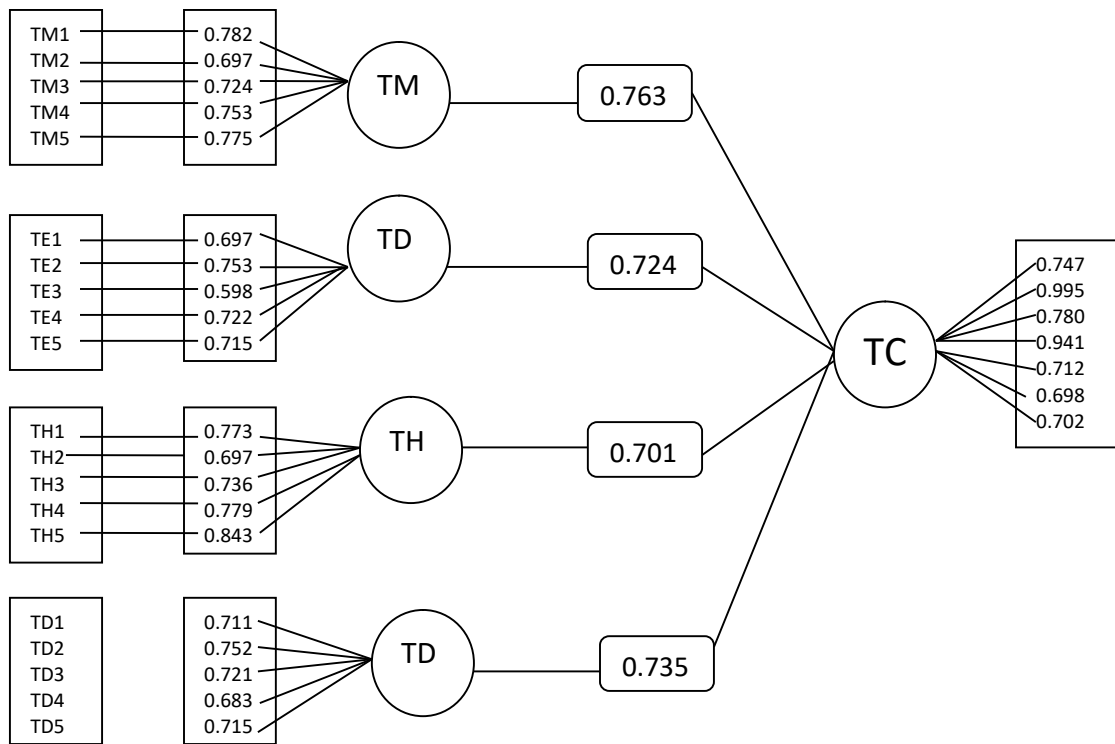 TM1
TM2
TM3
TM4
TM5
0.782
0.697
0.724
0.753
0.775
TM
0.763
TE1
TE2
TE3
TE4
TE5
0.697
0.753
0.598
0.722
0.715
TD
0.724
TH1
TH2
TH3
TH4
TH5
0.773
0.697
0.736
0.779
0.843
TH
0.701
TD1
TD2
TD3
TD4
TD5
0.711
0.752
0.721
0.683
0.715
TD
0.735
TC
0.747
0.995
0.780
0.941
0.712
0.698
0.702